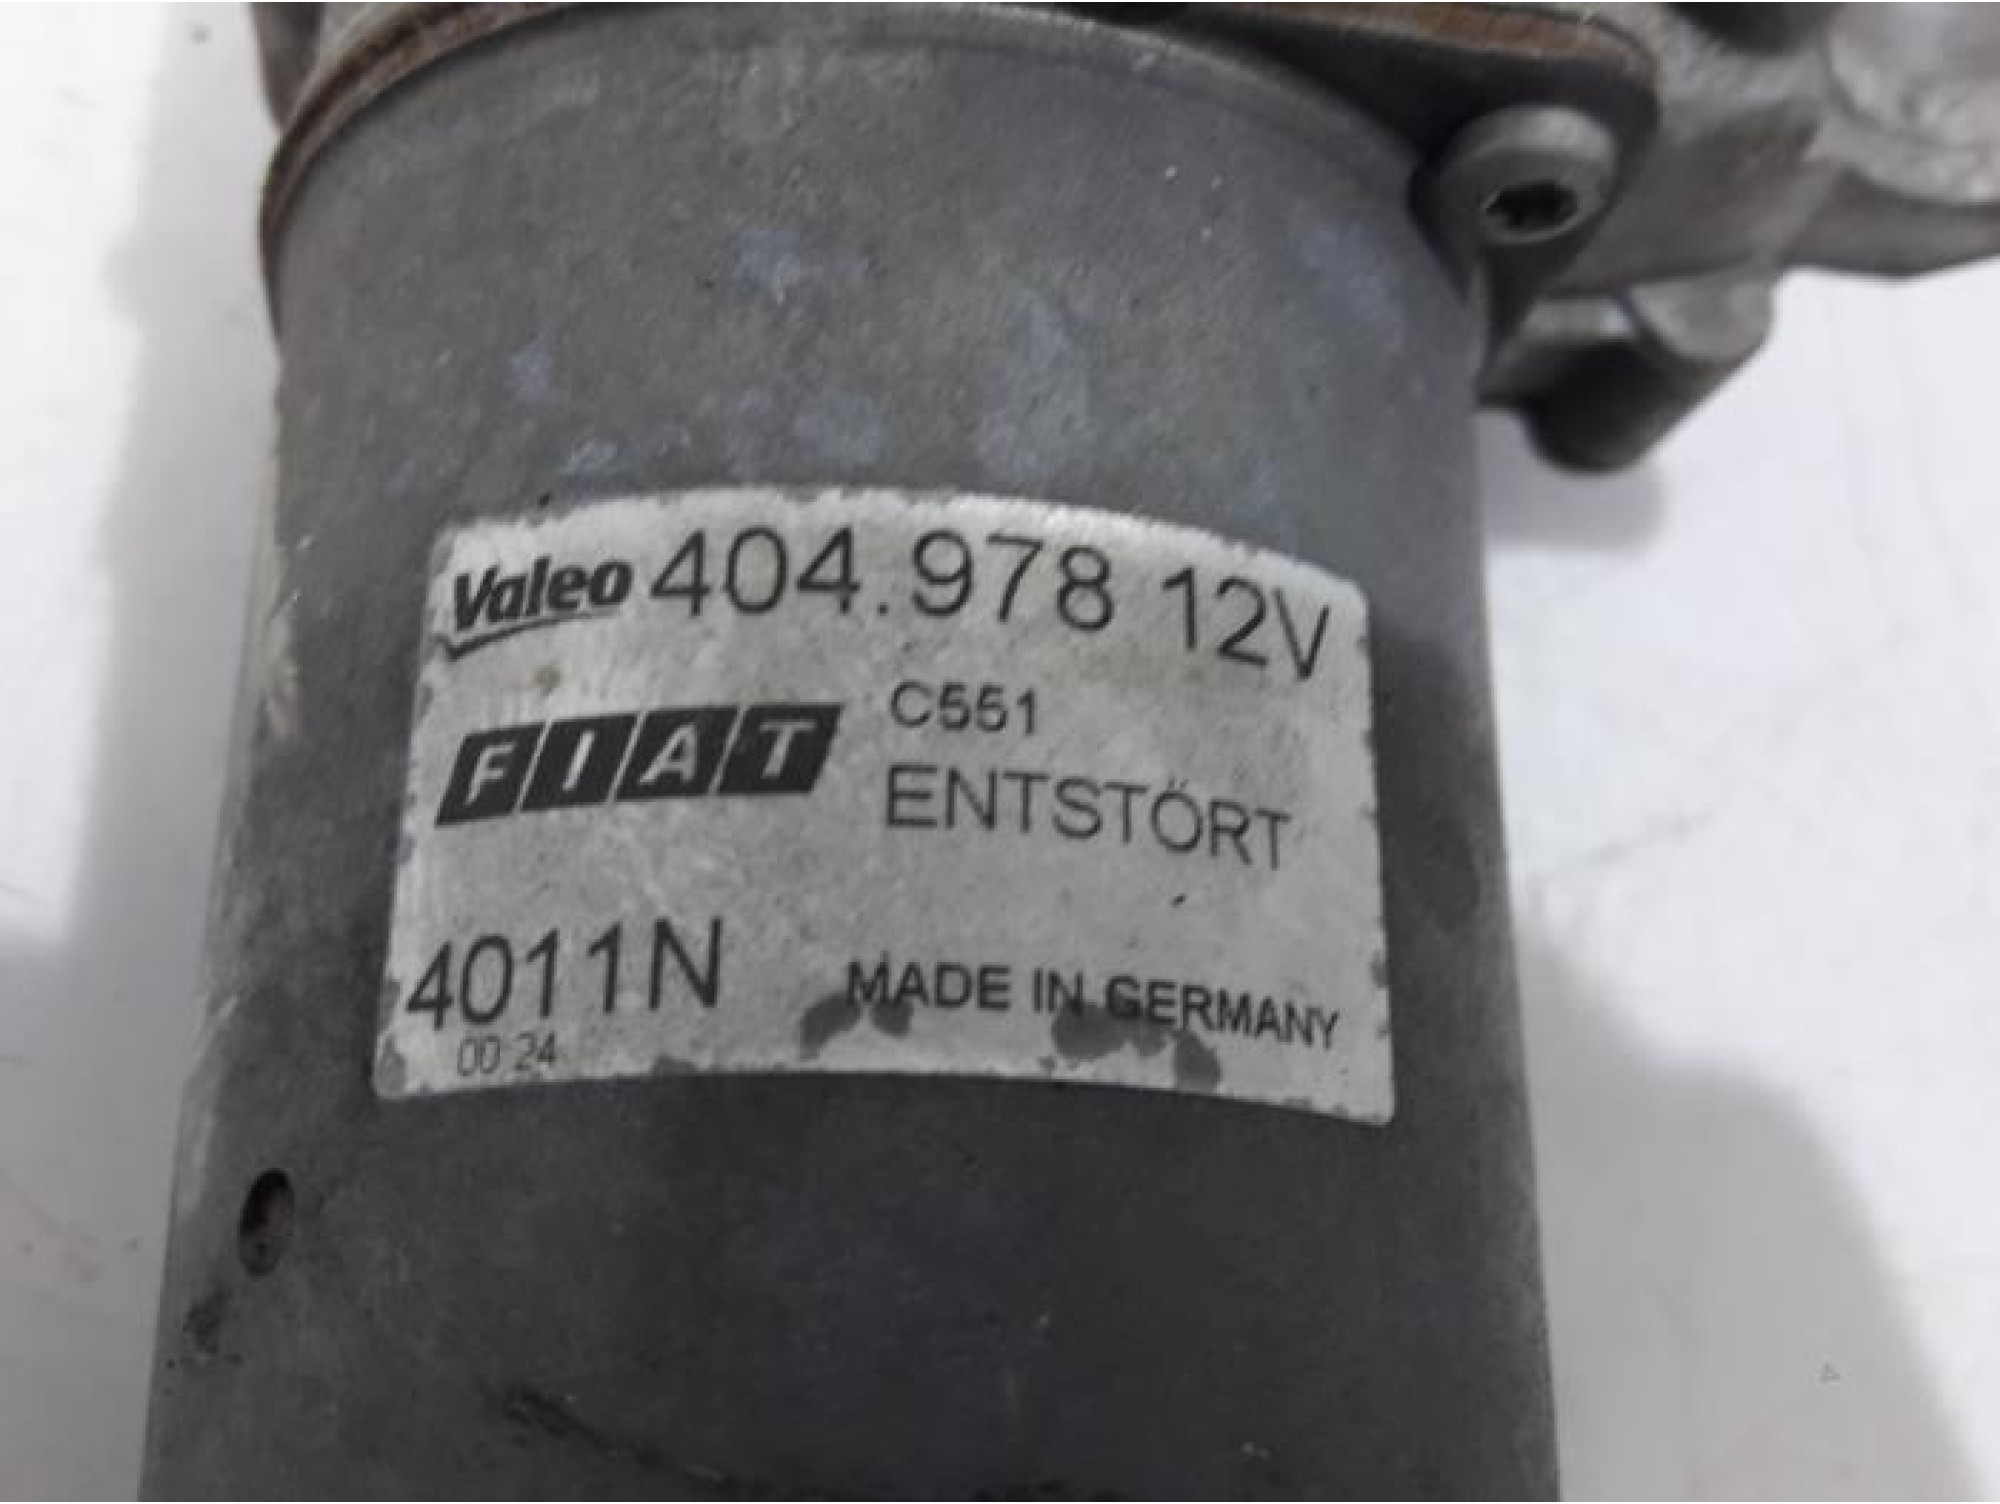 Valeo 404.978 12V
FIAT C551
ENTSTÖRT
4011N MADE IN GERMANY
00 24